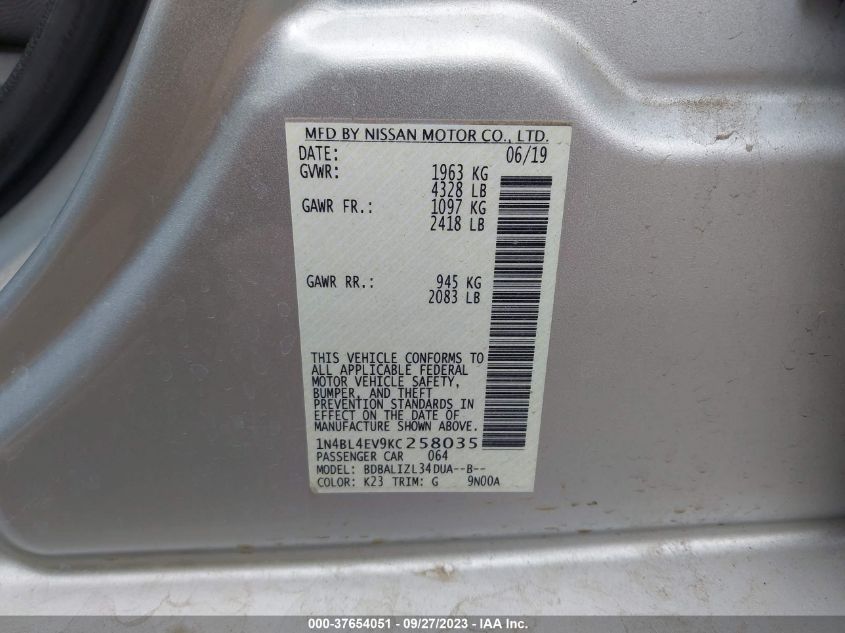 MFD BY NISSAN MOTOR CO., LTD.
DATE: 06/19
GVWR: 1963 KG
4328 LB
GAWR FR.: 1097 KG
2418 LB
GAWR RR.: 945 KG
2083 LB
THIS VEHICLE CONFORMS TO
ALL APPLICABLE FEDERAL
MOTOR VEHICLE SAFETY,
BUMPER, AND THEFT
PREVENTION STANDARDS IN
EFFECT ON THE DATE OF
MANUFACTURE SHOWN ABOVE.
1N4BL4EV9KC258035
PASSENGER CAR 064
MODEL: BDBALIZL34DUA--B--
COLOR: K23 TRIM: G 9N00A
000-37654051 - 09/27/2023 - IAA Inc.